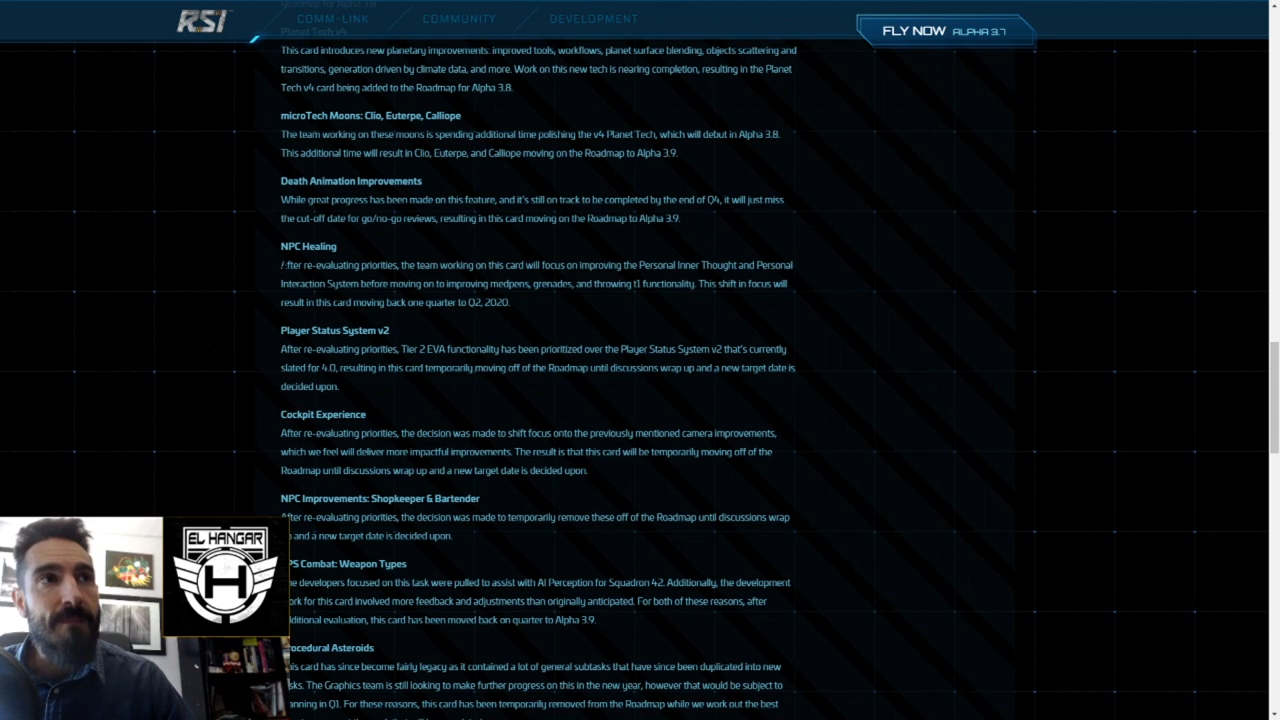 Roadmap for Alpha 3.8
RSI
COMM-LINK
COMMUNITY
DEVELOPMENT
FLY NOW ALPHA 3.7
Planet Tech v4
This card introduces new planetary improvements: improved tools, workflows, planet surface blending, objects scattering and
transitions, generation driven by climate data, and more. Work on this new tech is nearing completion, resulting in the Planet
Tech v4 card being added to the Roadmap for Alpha 3.8.
microTech Moons: Clio, Euterpe, Calliope
The team working on these moons is spending additional time polishing the v4 Planet Tech, which will debut in Alpha 3.8.
This additional time will result in Clio, Euterpe, and Calliope moving on the Roadmap to Alpha 3.9.
Death Animation Improvements
While great progress has been made on this feature, and it's still on track to be completed by the end of Q4, it will just miss
the cut-off date for go/no-go reviews, resulting in this card moving on the Roadmap to Alpha 3.9.
NPC Healing
After re-evaluating priorities, the team working on this card will focus on improving the Personal Inner Thought and Personal
Interaction System before moving on to improving medpens, grenades, and throwing t1 functionality. This shift in focus will
result in this card moving back one quarter to Q2, 2020.
Player Status System v2
After re-evaluating priorities, Tier 2 EVA functionality has been prioritized over the Player Status System v2 that's currently
slated for 4.0, resulting in this card temporarily moving off of the Roadmap until discussions wrap up and a new target date is
decided upon.
Cockpit Experience
After re-evaluating priorities, the decision was made to shift focus onto the previously mentioned camera improvements,
which we feel will deliver more impactful improvements. The result is that this card will be temporarily moving off of the
Roadmap until discussions wrap up and a new target date is decided upon.
NPC Improvements: Shopkeeper & Bartender
After re-evaluating priorities, the decision was made to temporarily remove these off of the Roadmap until discussions wrap
and a new target date is decided upon.
PS Combat: Weapon Types
he developers focused on this task were pulled to assist with AI Perception for Squadron 42. Additionally, the development
ork for this card involved more feedback and adjustments than originally anticipated. For both of these reasons, after
dditional evaluation, this card has been moved back on quarter to Alpha 3.9.
ocedural Asteroids
is card has since become fairly legacy as it contained a lot of general subtasks that have since been duplicated into new
sks. The Graphics team is still looking to make further progress on this in the new year, however that would be subject to
anning in Q1. For these reasons, this card has been temporarily removed from the Roadmap while we work out the best
EL HANGAR
H